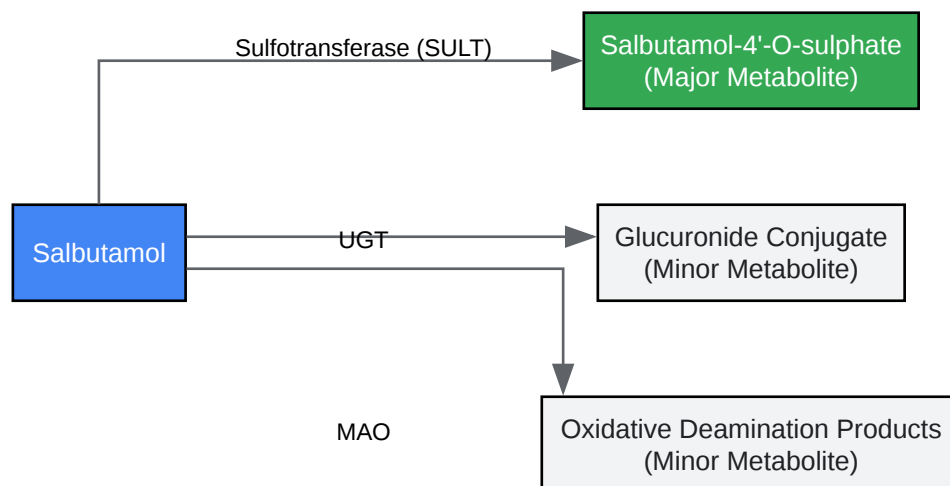 Sulfotransferase (SULT)
Salbutamol-4'-O-sulphate
(Major Metabolite)
Salbutamol
UGT
Glucuronide Conjugate
(Minor Metabolite)
MAO
Oxidative Deamination Products
(Minor Metabolite)